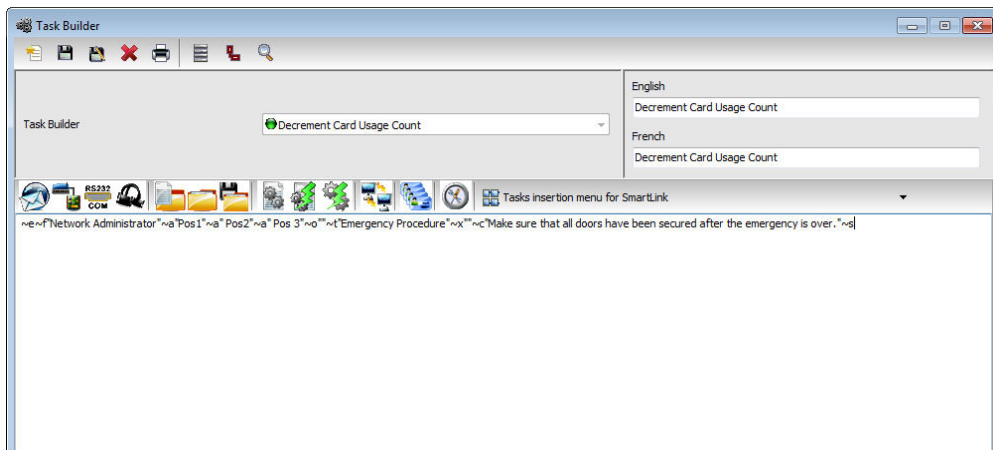 Task Builder
English
Decrement Card Usage Count
Task Builder
Decrement Card Usage Count
French
Decrement Card Usage Count
RS232
COM
Tasks insertion menu for SmartLink
~e~f"Network Administrator"~a"Pos1"~a" Pos2"~a" Pos 3"~o""~t"Emergency Procedure"~x""~c"Make sure that all doors have been secured after the emergency is over."~s